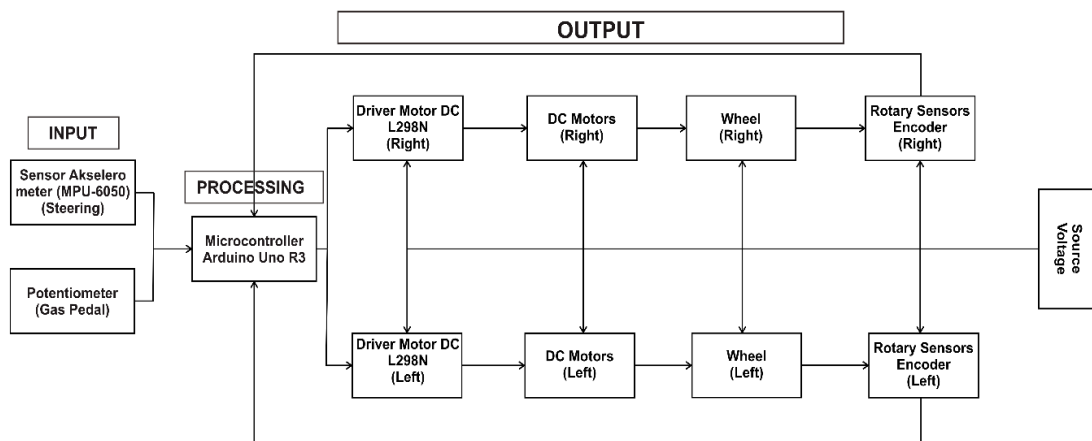 OUTPUT
INPUT
Sensor Akselero
meter (MPU-6050)
(Steering)
Potentiometer
(Gas Pedal)
PROCESSING
Microcontroller
Arduino Uno R3
Driver Motor DC
L298N
(Right)
DC Motors
(Right)
Wheel
(Right)
Rotary Sensors
Encoder
(Right)
Driver Motor DC
L298N
(Left)
DC Motors
(Left)
Wheel
(Left)
Rotary Sensors
Encoder
(Left)
Source
Voltage